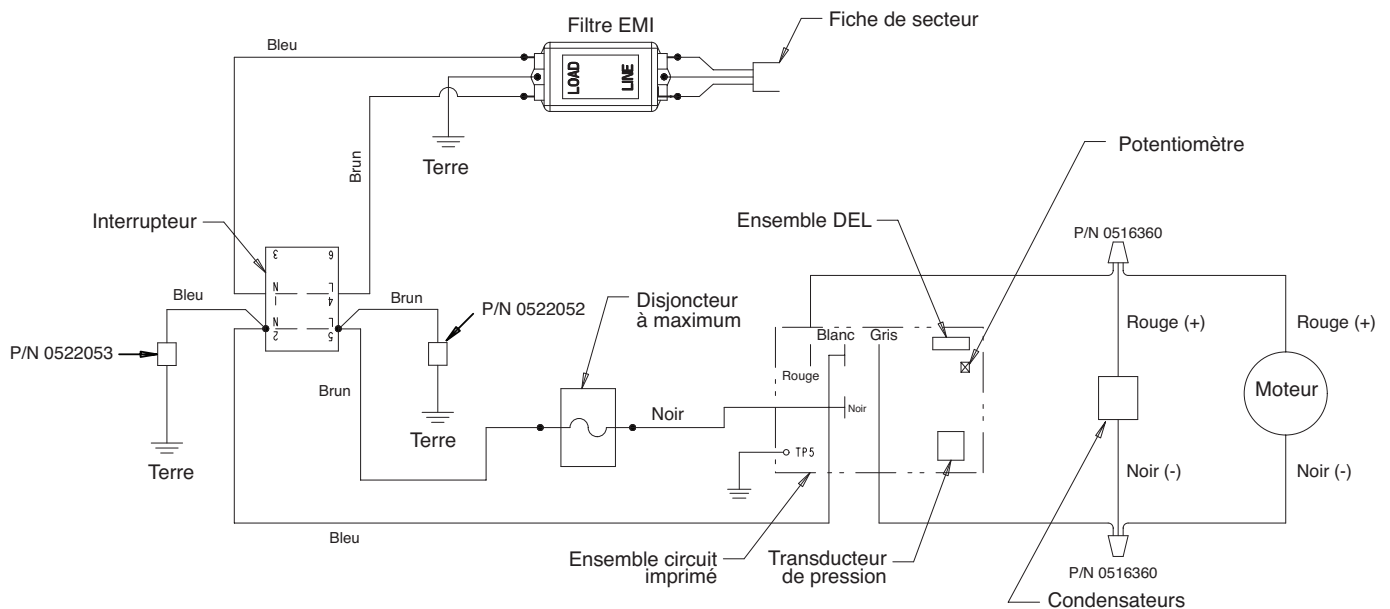 Fiche de secteur
Filtre EMI
Bleu
LOAD
LINE
Terre
Brun
Potentiomètre
Interrupteur
Ensemble DEL
P/N 0516360
3
6
N
1
L
4
N
2
L
5
Bleu
Brun
P/N 0522052
Disjoncteur
à maximum
P/N 0522053
Blanc
Gris
Rouge (+)
Rouge (+)
Rouge
Moteur
Brun
Noir
Noir
Terre
Terre
TP5
Noir (-)
Noir (-)
Bleu
Ensemble circuit
imprimé
Transducteur
de pression
P/N 0516360
Condensateurs